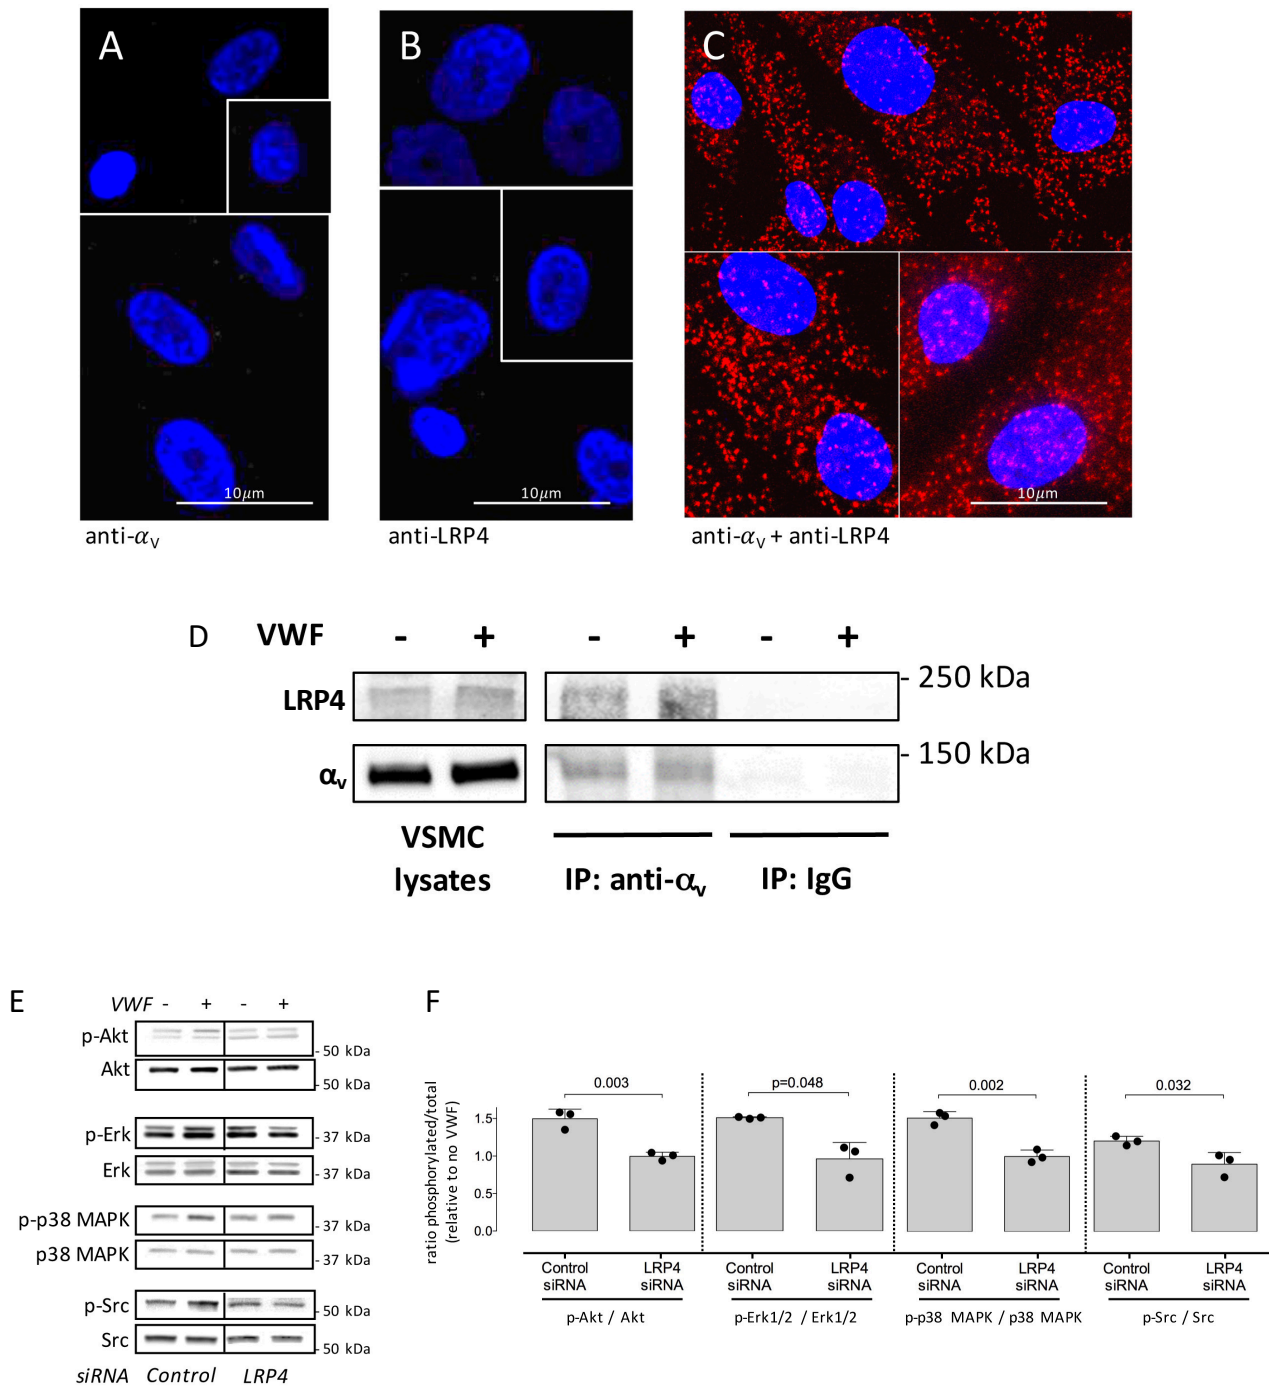 A
B
C
10μm
10μm
10μm
anti-αV
anti-LRP4
anti-αV + anti-LRP4
D
VWF - + - + - +
LRP4
- 250 kDa
αv
- 150 kDa
VSMC
lysates
IP: anti-αv
IP: IgG
E
VWF - + - +
p-Akt
- 50 kDa
Akt
- 50 kDa
p-Erk
- 37 kDa
Erk
- 37 kDa
p-p38 MAPK
- 37 kDa
p38 MAPK
- 37 kDa
p-Src
- 50 kDa
Src
- 50 kDa
siRNA Control LRP4
F
ratio phosphorylated/total
(relative to no VWF)
1.5
1.0
0.5
0.0
0.003
p=0.048
0.002
0.032
Control
siRNA
LRP4
siRNA
Control
siRNA
LRP4
siRNA
Control
siRNA
LRP4
siRNA
Control
siRNA
LRP4
siRNA
p-Akt / Akt
p-Erk1/2 / Erk1/2
p-p38 MAPK / p38 MAPK
p-Src / Src